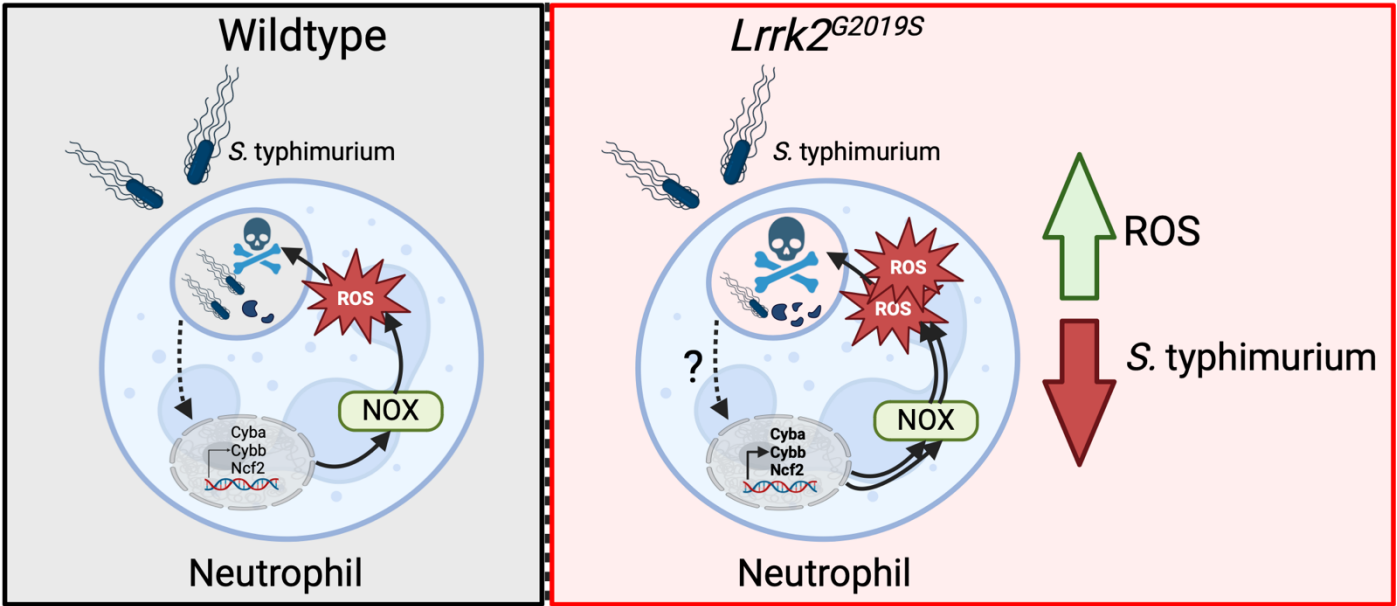 Wildtype
S. typhimurium
ROS
NOX
Cyba
Cybb
Ncf2
Neutrophil
Lrrk2G2019S
S. typhimurium
ROS
ROS
?
NOX
Cyba
Cybb
Ncf2
Neutrophil
ROS
S. typhimurium